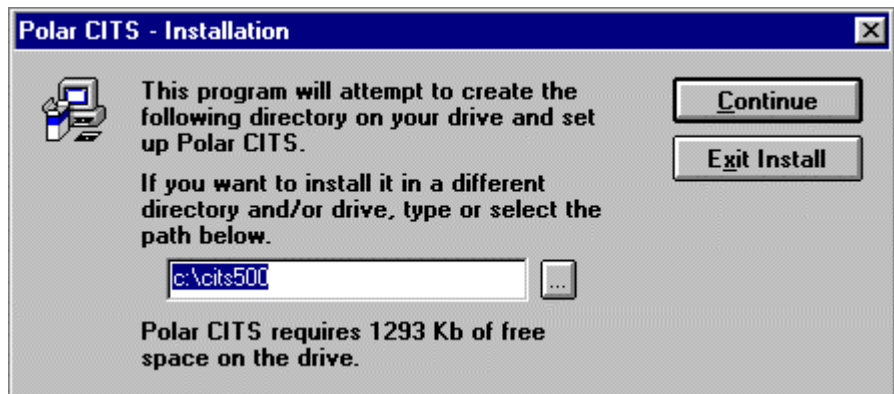 Polar CITS - Installation
This program will attempt to create the
following directory on your drive and set
up Polar CITS.
Continue
Exit Install
If you want to install it in a different
directory and/or drive, type or select the
path below.
c:\cits500
...
Polar CITS requires 1293 Kb of free
space on the drive.